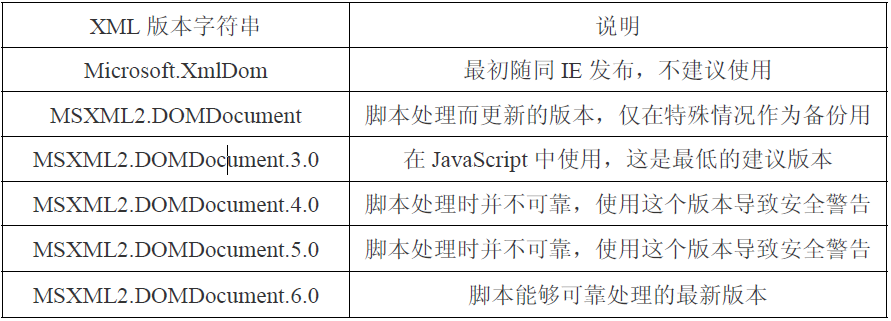 XML 版本字符串 说明
Microsoft.XmlDom 最初随同 IE 发布，不建议使用
MSXML2.DOMDocument 脚本处理而更新的版本，仅在特殊情况作为备份用
MSXML2.DOMDocument.3.0 在 JavaScript 中使用，这是最低的建议版本
MSXML2.DOMDocument.4.0 脚本处理时并不可靠，使用这个版本导致安全警告
MSXML2.DOMDocument.5.0 脚本处理时并不可靠，使用这个版本导致安全警告
MSXML2.DOMDocument.6.0 脚本能够可靠处理的最新版本